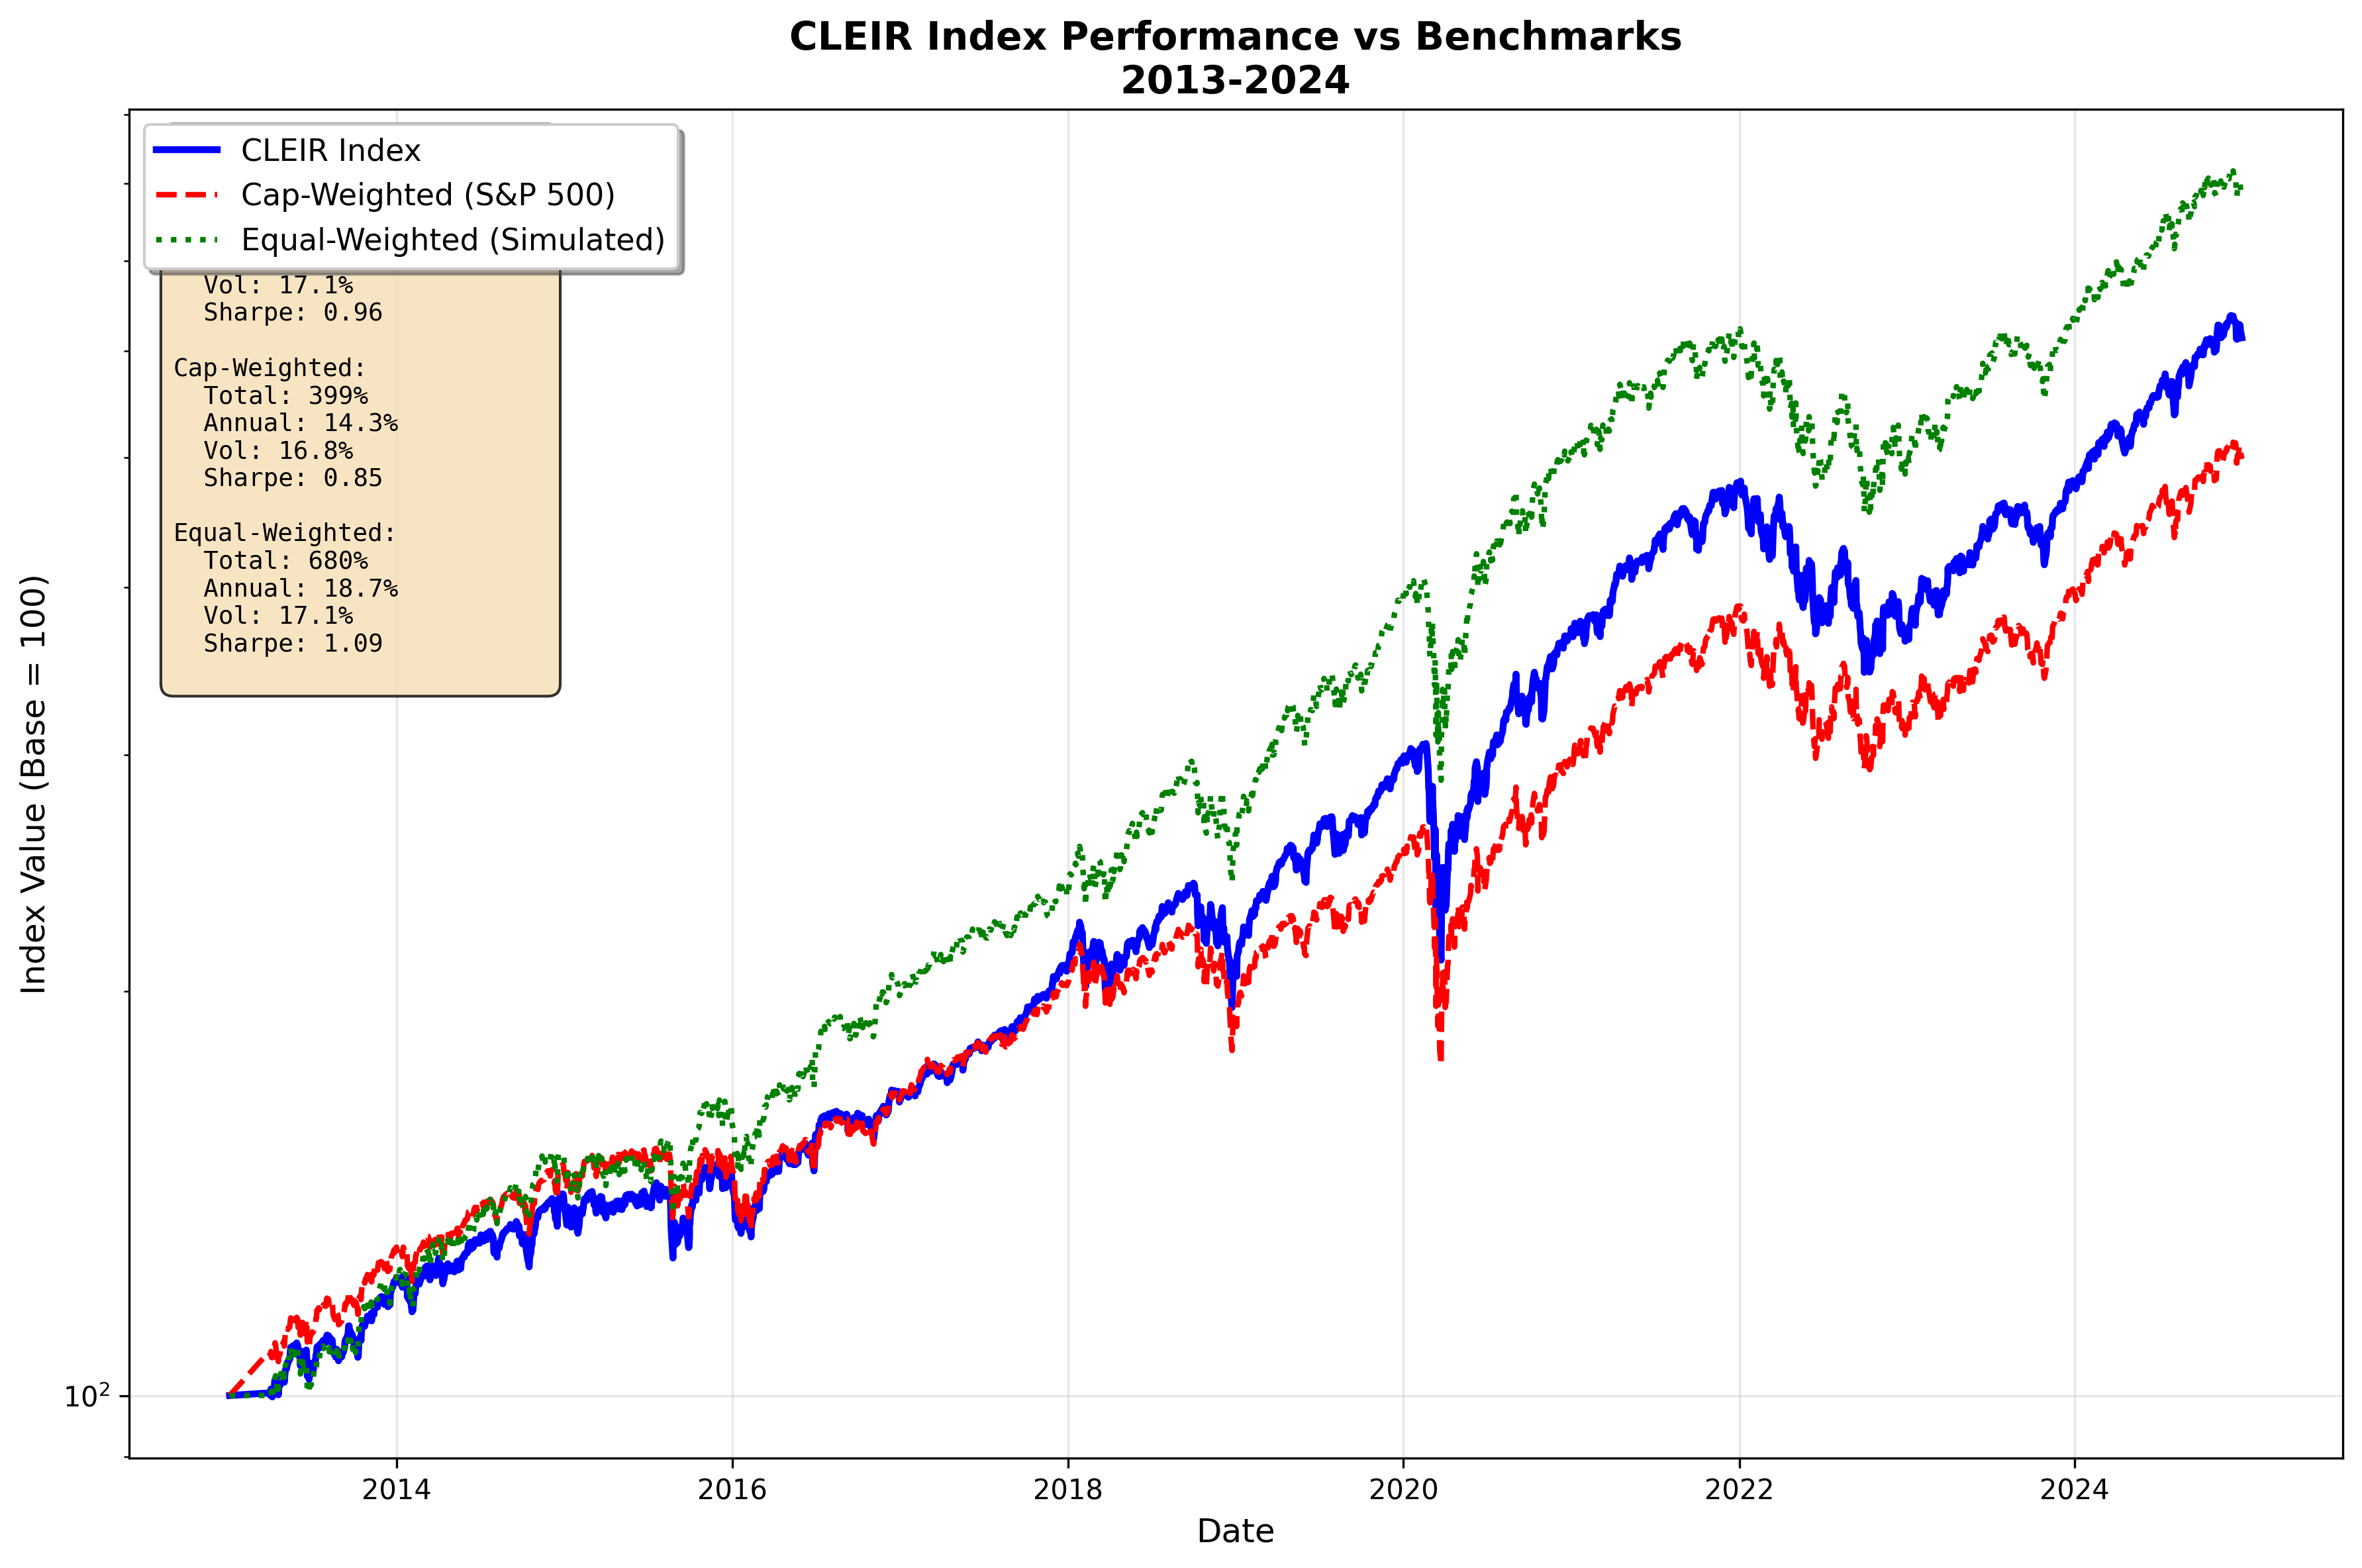 CLEIR Index Performance vs Benchmarks
2013-2024
CLEIR Index
Cap-Weighted (S&P 500)
Equal-Weighted (Simulated)
Vol: 17.1%
Sharpe: 0.96
Cap-Weighted:
Total: 399%
Annual: 14.3%
Vol: 16.8%
Sharpe: 0.85
Equal-Weighted:
Total: 680%
Annual: 18.7%
Vol: 17.1%
Sharpe: 1.09
Index Value (Base = 100)
10²
2014
2016
2018
2020
2022
2024
Date